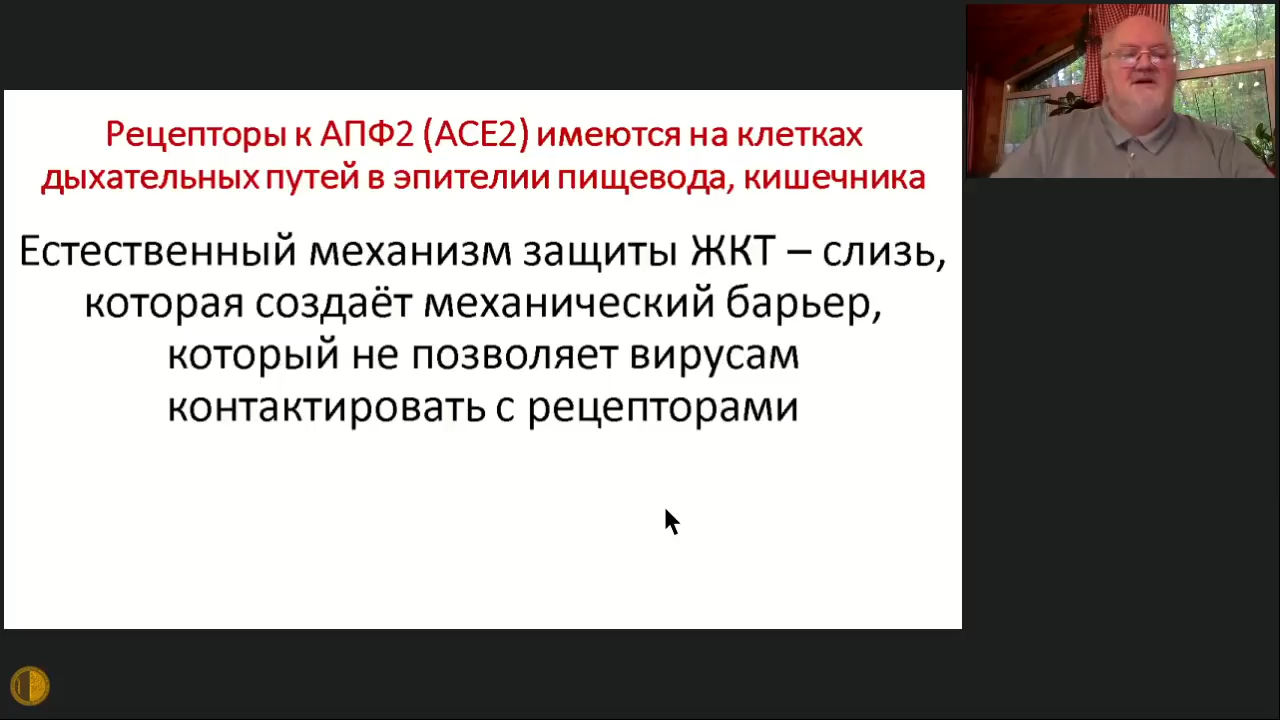 Рецепторы к АПФ2 (ACE2) имеются на клетках
дыхательных путей в эпителии пищевода, кишечника
Естественный механизм защиты ЖКТ – слизь,
которая создаёт механический барьер,
который не позволяет вирусам
контактировать с рецепторами